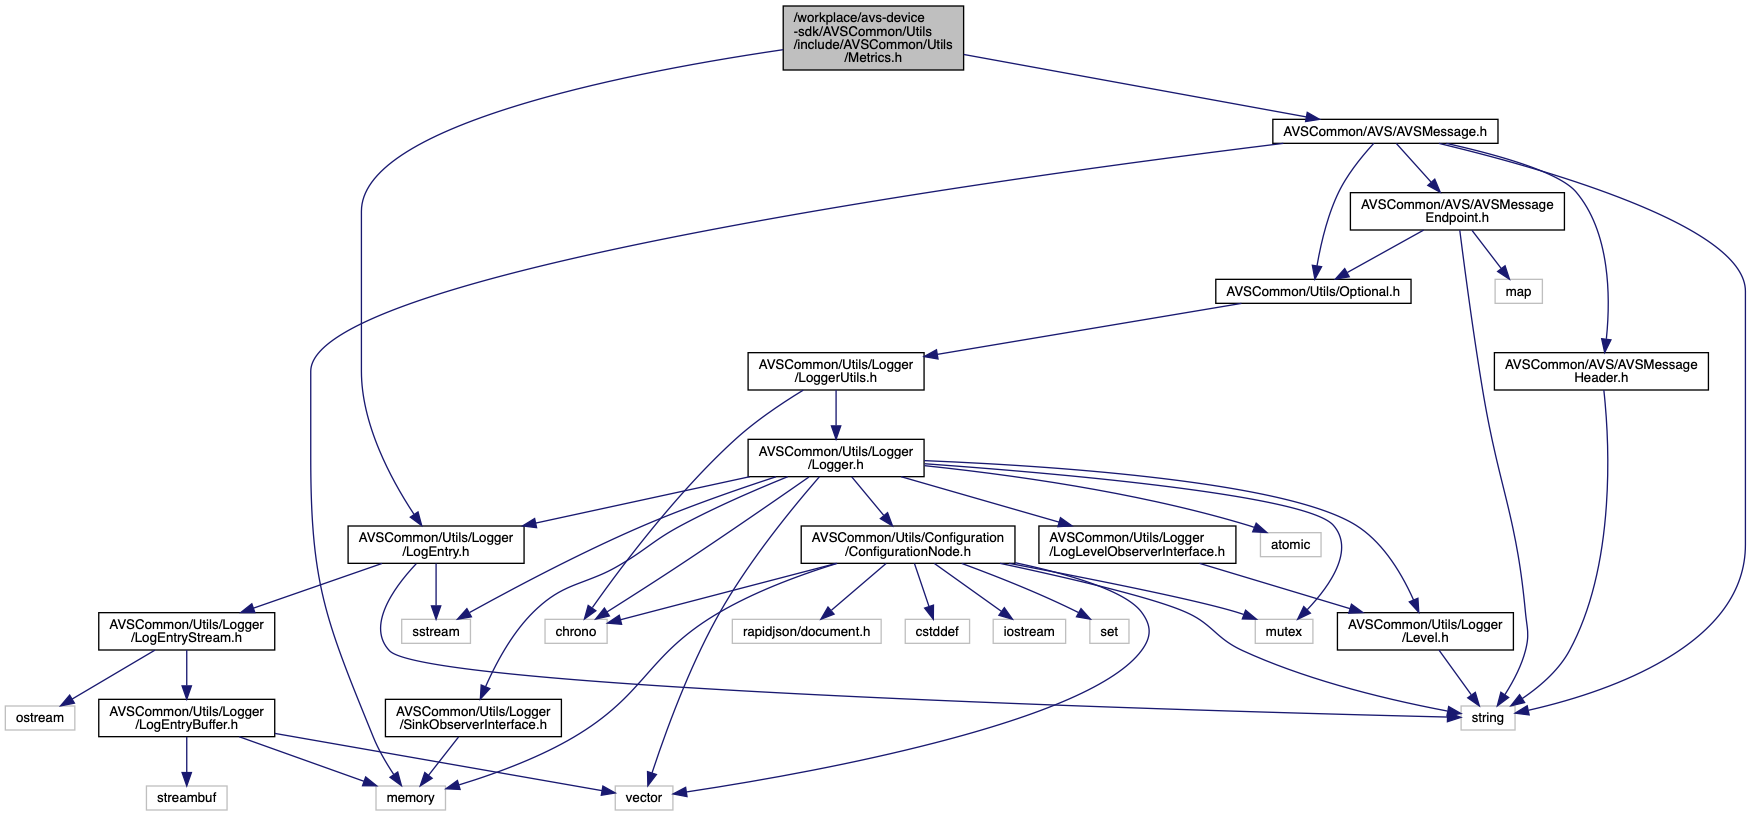 /workplace/avs-device
-sdk/AVSCommon/Utils
/include/AVSCommon/Utils
/Metrics.h
AVSCommon/AVS/AVSMessage.h
AVSCommon/AVS/AVSMessage
Endpoint.h
AVSCommon/Utils/Optional.h
map
AVSCommon/Utils/Logger
/LoggerUtils.h
AVSCommon/AVS/AVSMessage
Header.h
AVSCommon/Utils/Logger
/Logger.h
AVSCommon/Utils/Logger
/LogEntry.h
AVSCommon/Utils/Configuration
/ConfigurationNode.h
AVSCommon/Utils/Logger
/LogLevelObserverInterface.h
atomic
AVSCommon/Utils/Logger
/LogEntryStream.h
sstream
chrono
rapidjson/document.h
cstddef
iostream
set
mutex
AVSCommon/Utils/Logger
/Level.h
ostream
AVSCommon/Utils/Logger
/LogEntryBuffer.h
AVSCommon/Utils/Logger
/SinkObserverInterface.h
string
streambuf
memory
vector